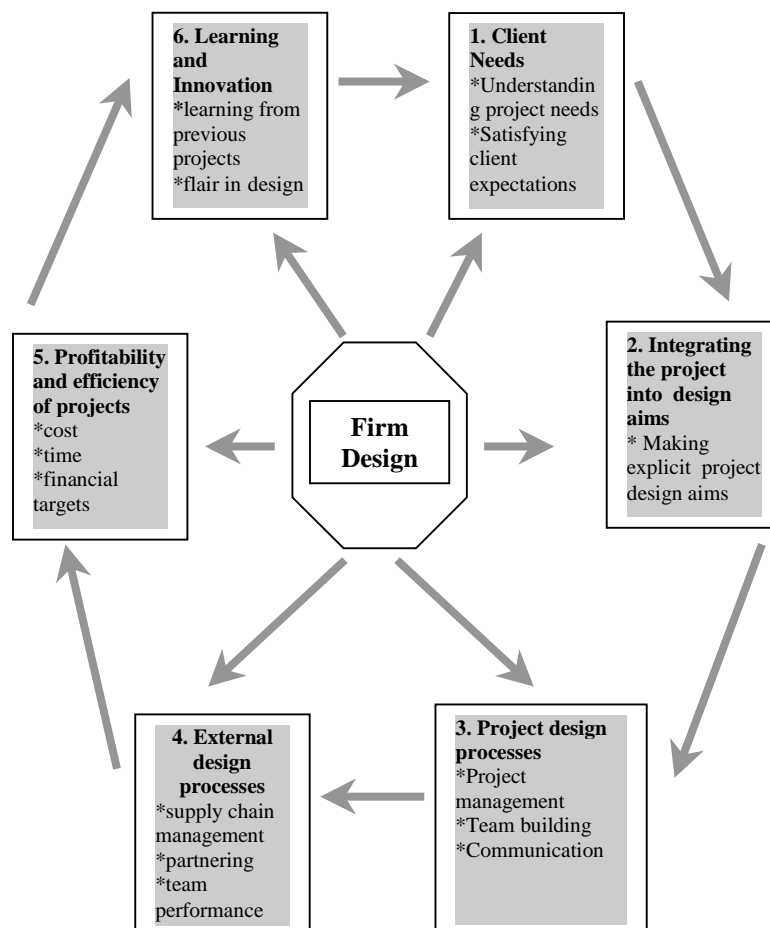 6. Learning
and
Innovation
*learning from
previous
projects
*flair in design
1. Client
Needs
*Understandin
g project needs
*Satisfying
client
expectations
5. Profitability
and efficiency
of projects
*cost
*time
*financial
targets
Firm
Design
2. Integrating
the project
into design
aims
* Making
explicit project
design aims
4. External
design
processes
*supply chain
management
*partnering
*team
performance
3. Project design
processes
*Project
management
*Team building
*Communication